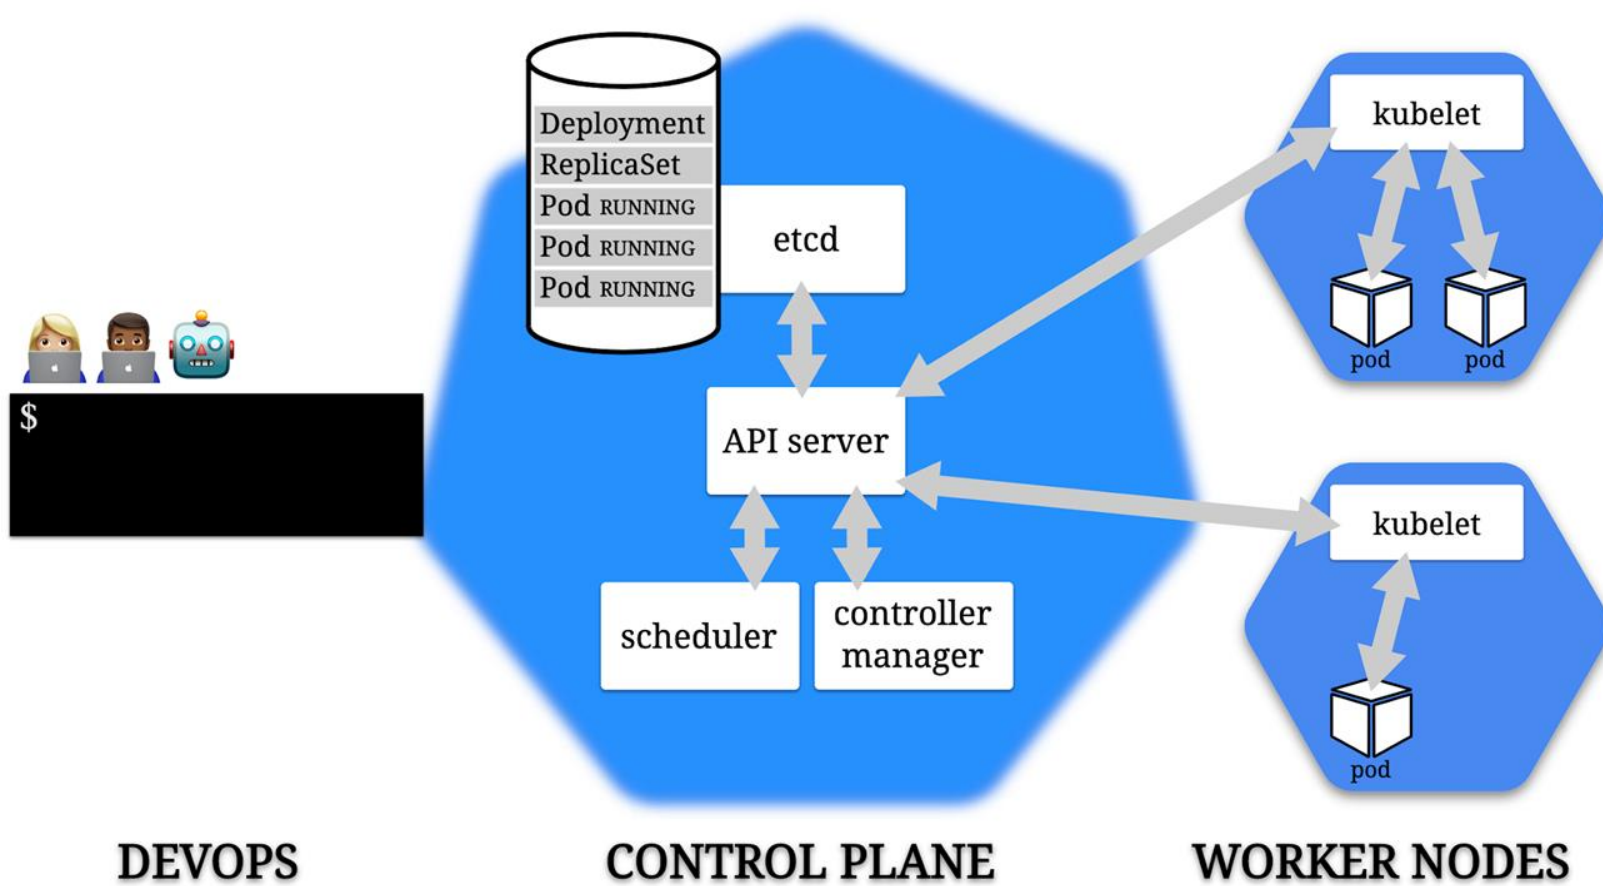 Deployment
ReplicaSet
Pod RUNNING
Pod RUNNING
Pod RUNNING
etcd
$
API server
scheduler
controller
manager
kubelet
pod
pod
kubelet
pod
DEVOPS
CONTROL PLANE
WORKER NODES